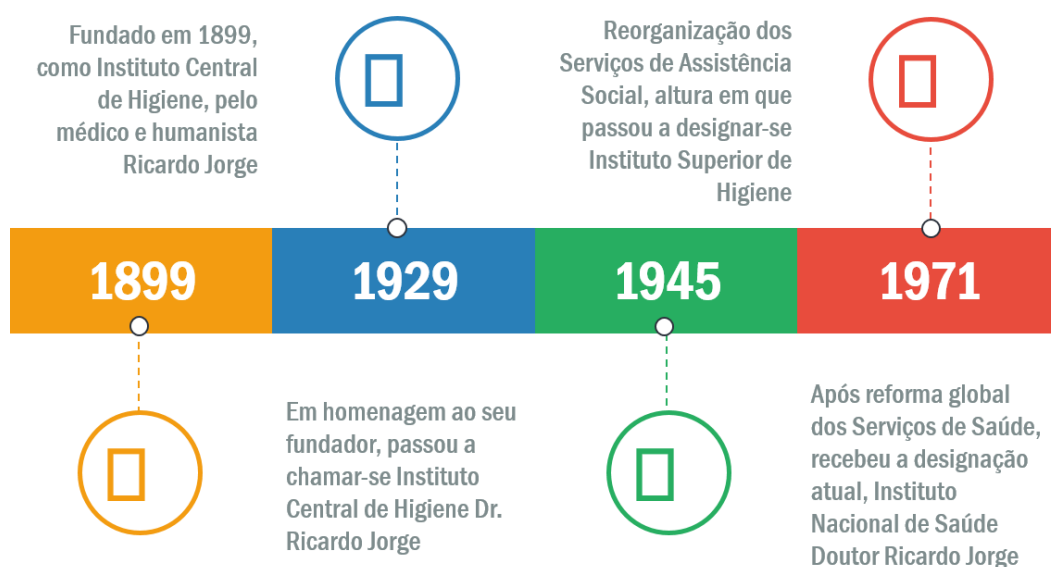 Fundado em 1899,
como Instituto Central
de Higiene, pelo
médico e humanista
Ricardo Jorge
Reorganização dos
Serviços de Assistência
Social, altura em que
passou a designar-se
Instituto Superior de
Higiene
1899
1929
1945
1971
Em homenagem ao seu
fundador, passou a
chamar-se Instituto
Central de Higiene Dr.
Ricardo Jorge
Após reforma global
dos Serviços de Saúde,
recebeu a designação
atual, Instituto
Nacional de Saúde
Doutor Ricardo Jorge